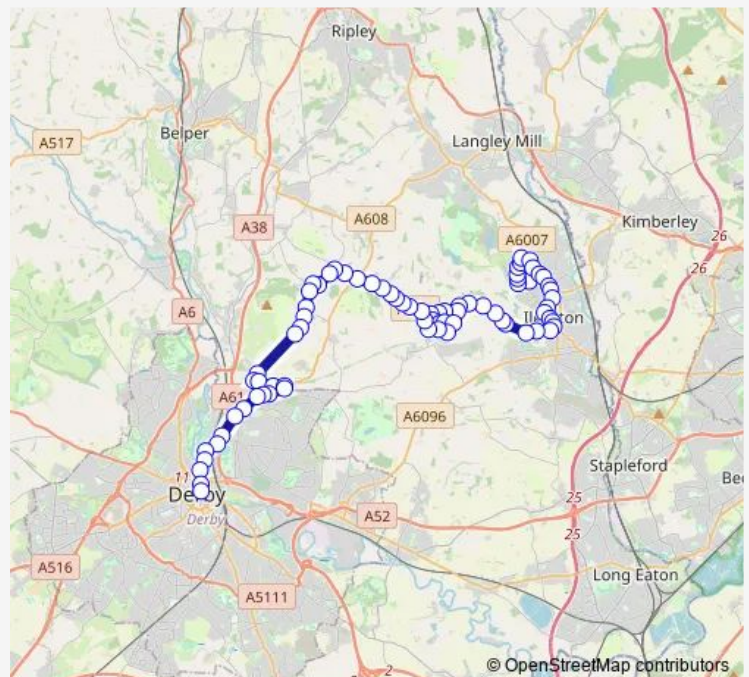 Ripley
Belper
A517
Langley Mill
A608
A38
Kimberley
A6007
26
26
A6
A61
A6096
Stapleford
11
Derby
Derby
25
A52
25
A516
A5111
Long Eaton
2
© OpenStreetMap contributors